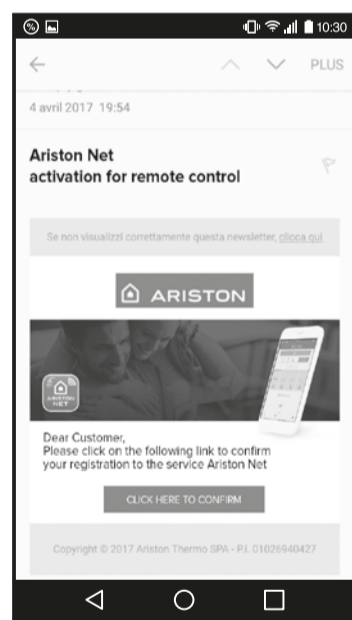 10:30
PLUS
4 avril 2017 19:54
Ariston Net
activation for remote control
Se non visualizzi correttamente questa newsletter, clicca qui
ARISTON
ARISTON
NET
Dear Customer,
Please click on the following link to confirm
your registration to the service Ariston Net
CLICK HERE TO CONFIRM
Copyright © 2017 Ariston Thermo SPA - P.I. 01026940427